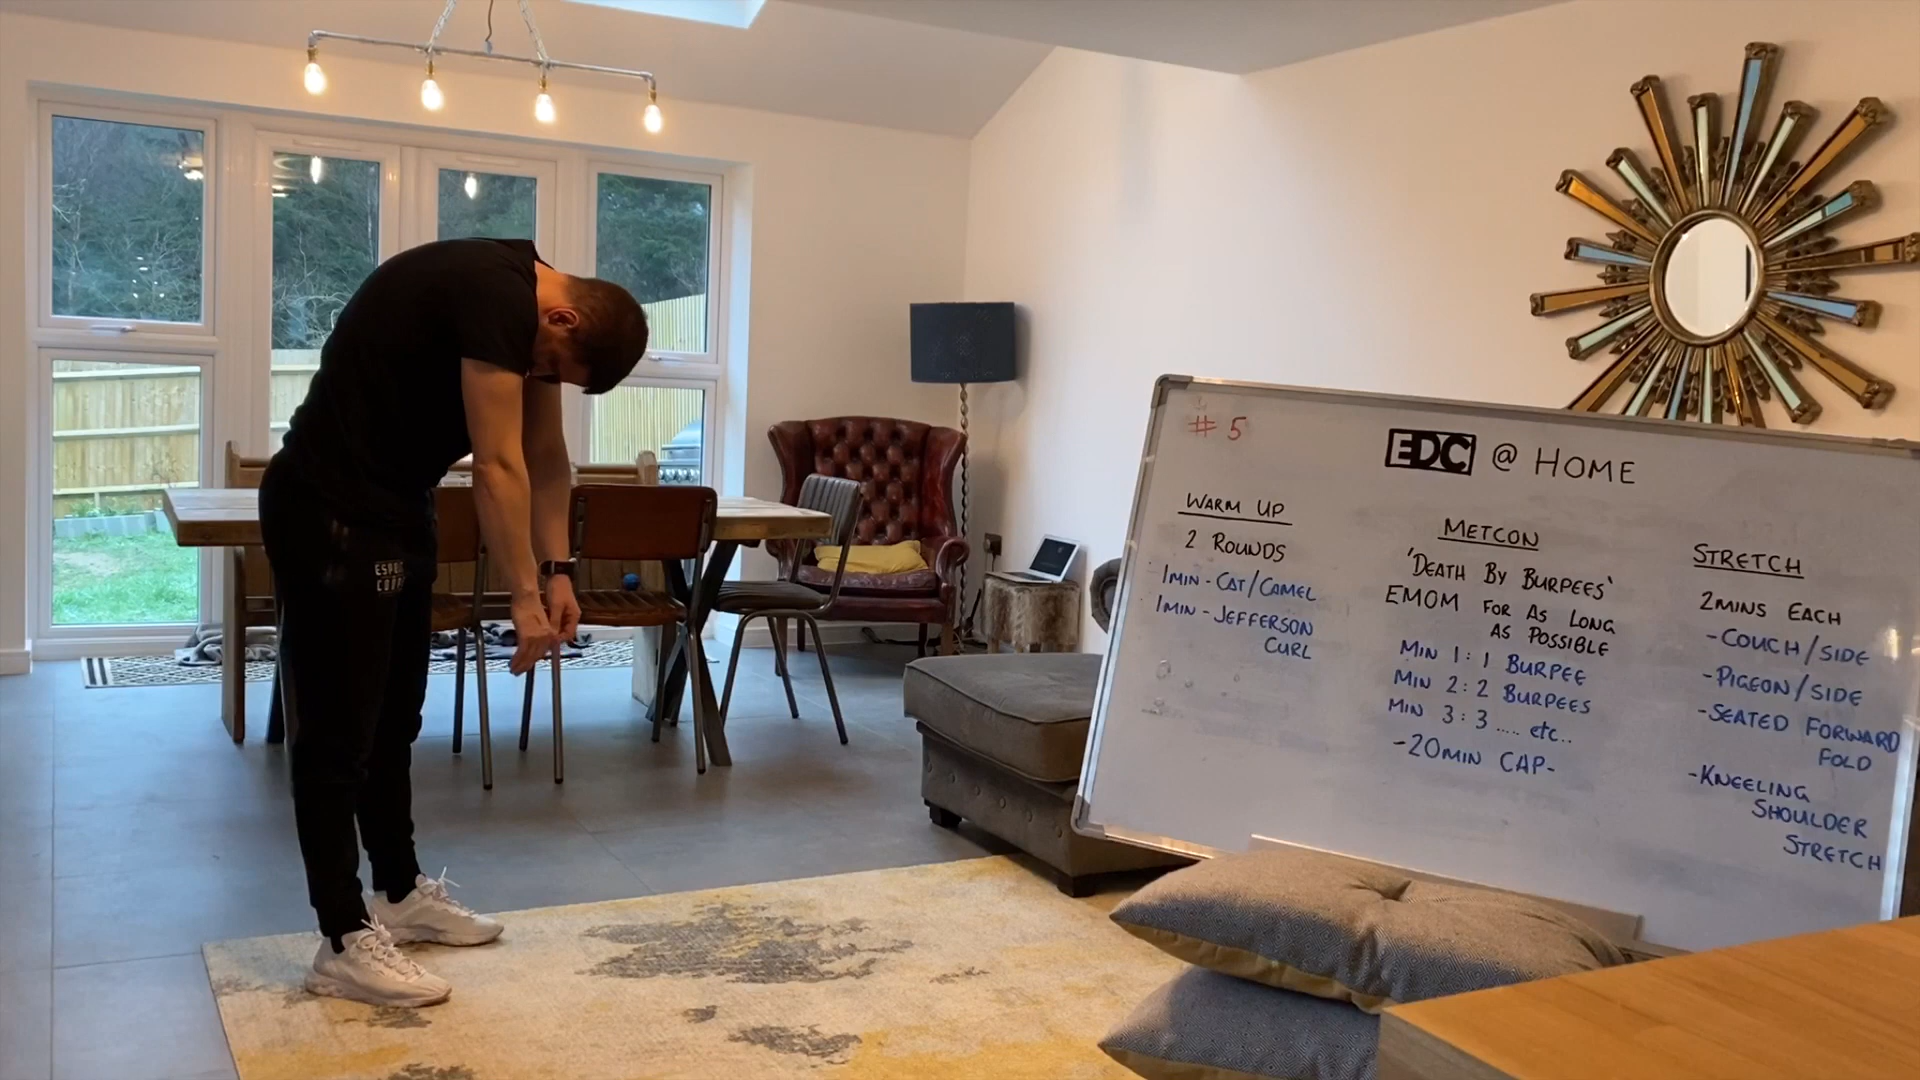 # 5
EDC @ HOME
WARM UP
2 ROUNDS
1MIN - CAT/CAMEL
1MIN - JEFFERSON
CURL
METCON
'DEATH BY BURPEES'
EMOM FOR AS LONG
AS POSSIBLE
MIN 1 : 1 BURPEE
MIN 2 : 2 BURPEES
MIN 3 : 3 .... etc..
-20MIN CAP-
STRETCH
2MINS EACH
-COUCH/SIDE
-PIGEON/SIDE
-SEATED FORWARD
FOLD
-KNEELING
SHOULDER
STRETCH